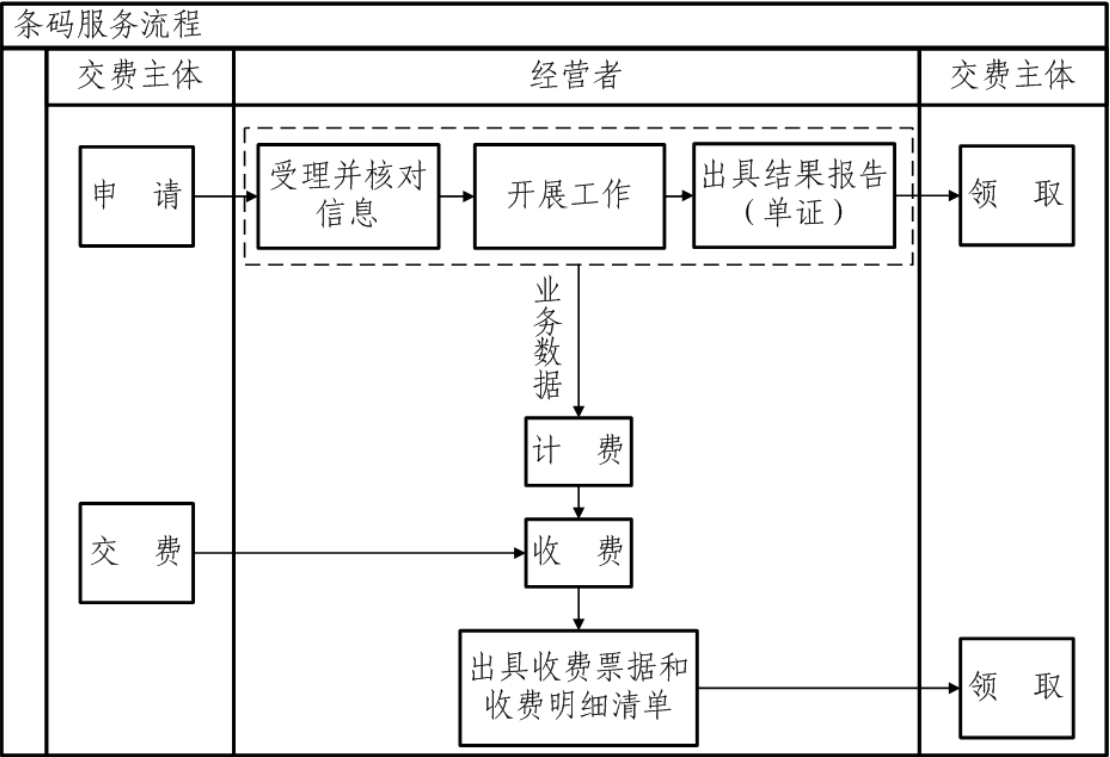 条码服务流程
交费主体
经营者
交费主体
申 请
受理并核对
信息
开展工作
出具结果报告
（单证）
领 取
业务数据
计 费
交 费
收 费
出具收费票据和
收费明细清单
领 取